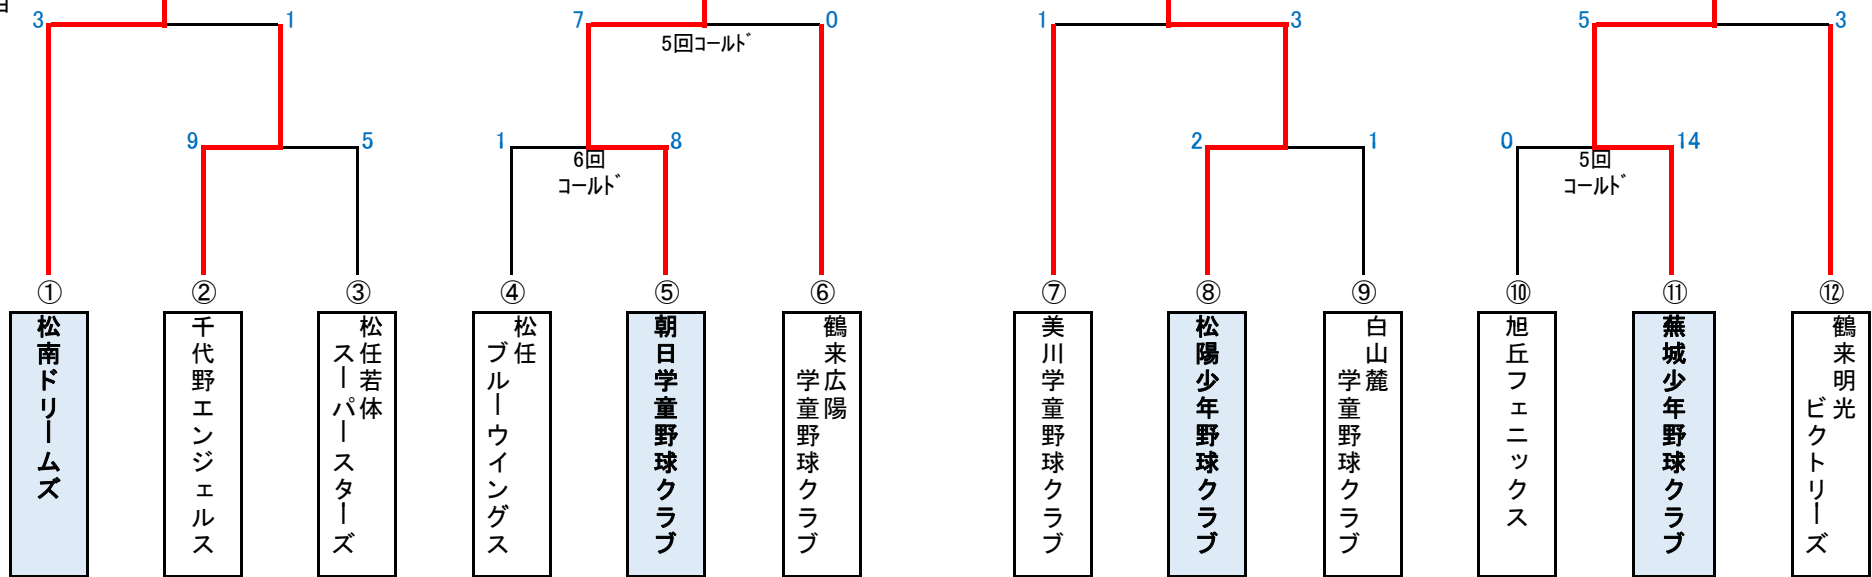 3
1
7
0
5回コールド
1
3
5
3
9
5
1
8
6回
コールド
2
1
0
14
5回
コールド
①
②
③
④
⑤
⑥
⑦
⑧
⑨
⑩
⑪
⑫
松南ドリームズ
千代野エンジェルス
松任若体
スーパースターズ
松任
ブルーウイングス
朝日学童野球クラブ
鶴来広陽
学童野球クラブ
美川学童野球クラブ
松陽少年野球クラブ
白山麓
学童野球クラブ
旭丘フェニックス
蕪城少年野球クラブ
鶴来明光
ビクトリーズ